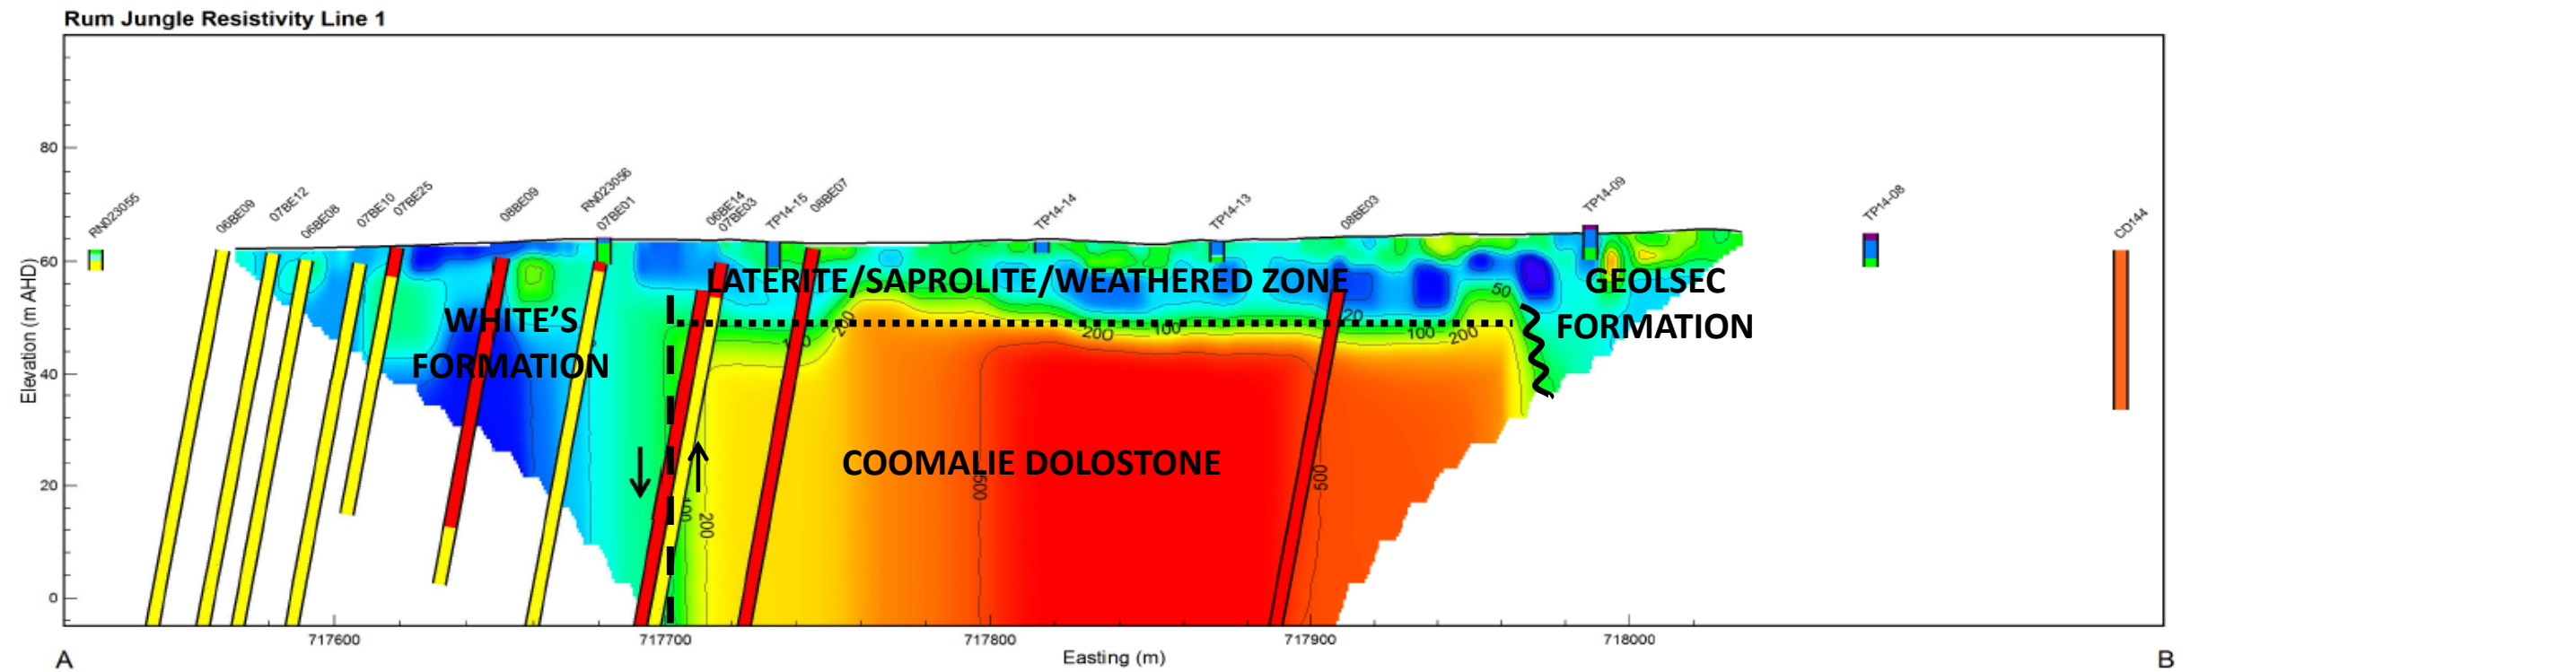 Rum Jungle Resistivity Line 1
80
60
40
20
0
Elevation (m AHD)
RN023055
06BE09
07BE12
06BE08
07BE10
07BE25
08BE09
RN023056
07BE01
06BE14
07BE03
TP14-15
08BE07
TP14-14
TP14-13
08BE03
TP14-09
TP14-08
CD144
LATERITE/SAPROLITE/WEATHERED ZONE
GEOLSEC
FORMATION
WHITE'S
FORMATION
COOMALIE DOLOSTONE
50
20
200
200
100
100
200
500
500
200
717600
717700
717800
717900
718000
Easting (m)
A
B